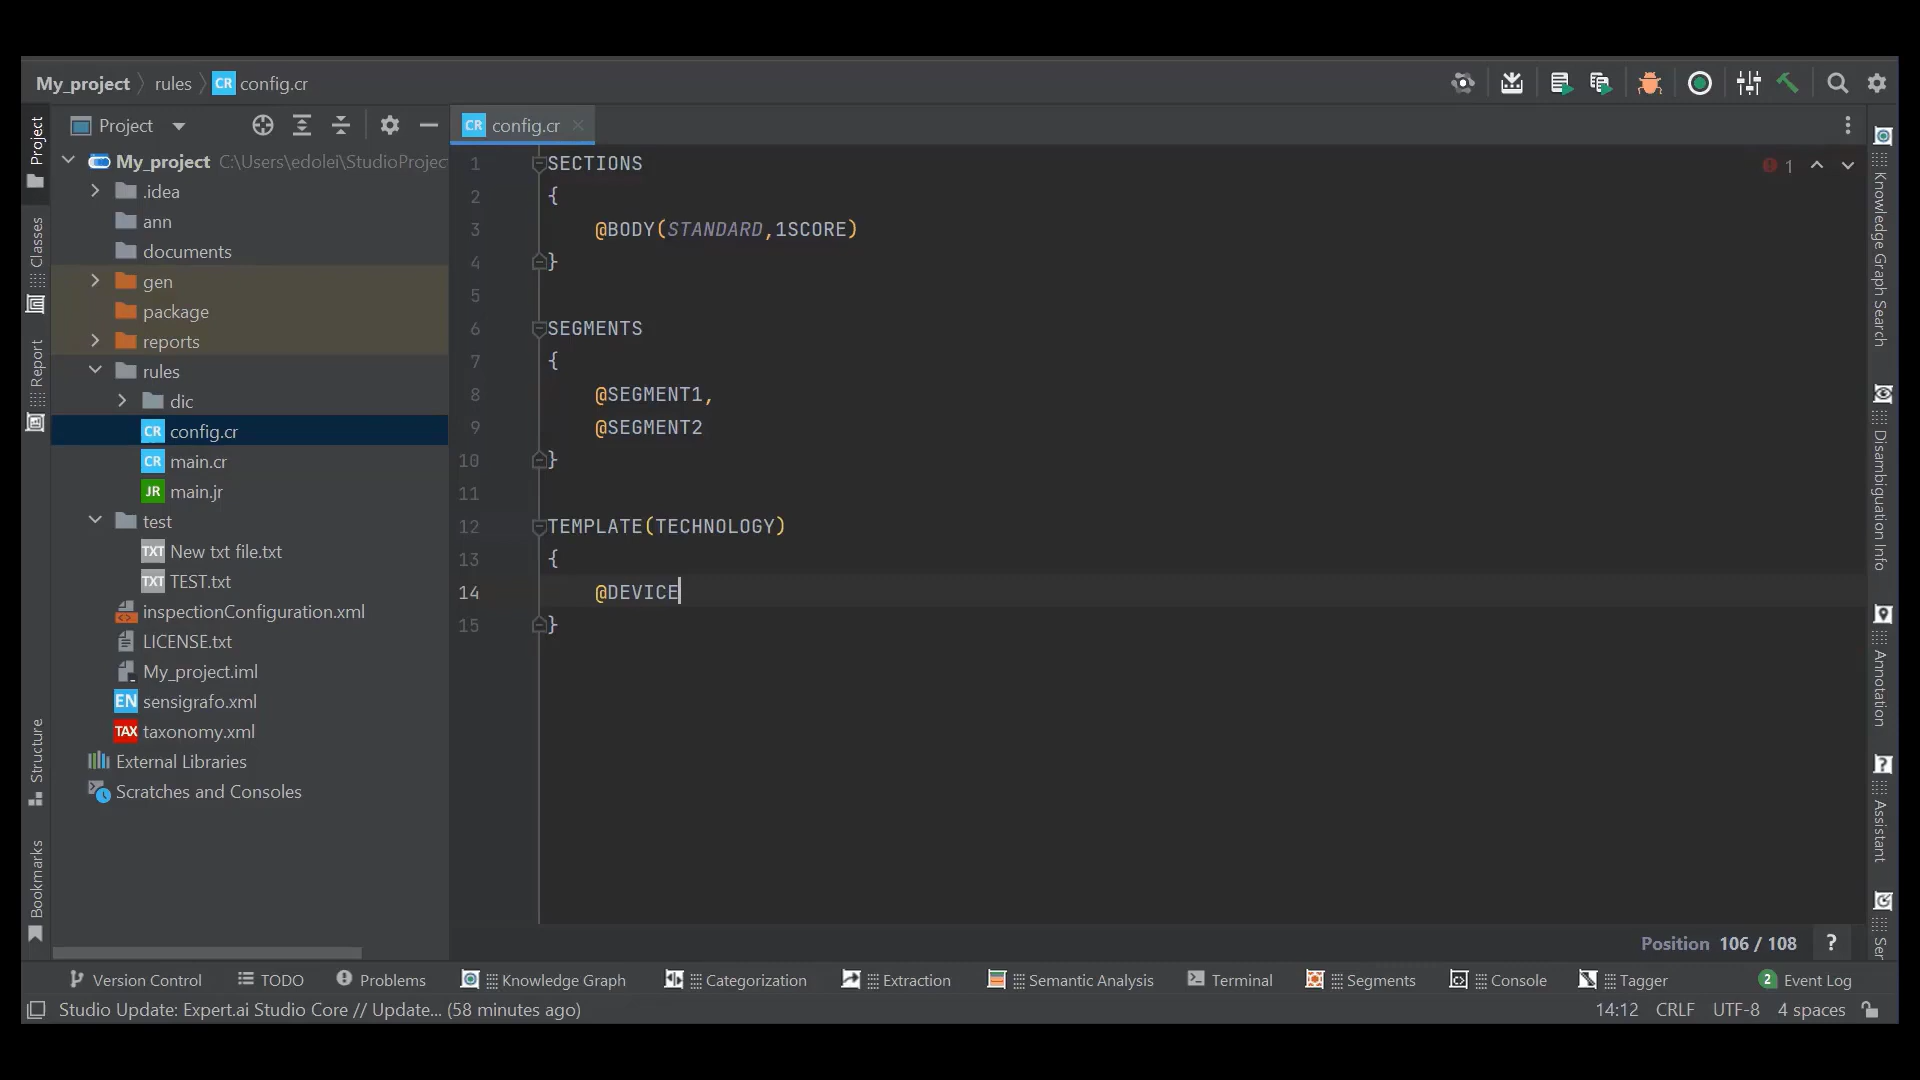 My_project
rules
CR config.cr
Project
CR config.cr
My_project C:\Users\edolei\StudioProjec
.idea
ann
documents
gen
package
reports
rules
dic
CR config.cr
CR main.cr
JR main.jr
test
TXT New txt file.txt
TXT TEST.txt
inspectionConfiguration.xml
LICENSE.txt
My_project.iml
EN sensigrafo.xml
TAX taxonomy.xml
External Libraries
Scratches and Consoles
Project
Classes
Report
Structure
Bookmarks
1 SECTIONS
2 {
3 @BODY(STANDARD,1SCORE)
4 }
5
6 SEGMENTS
7 {
8 @SEGMENT1,
9 @SEGMENT2
10 }
11
12 TEMPLATE(TECHNOLOGY)
13 {
14 @DEVICE
15 }
1
Knowledge Graph Search
Disambiguation Info
Annotation
Assistant
Ser
Position 106 / 108 ?
Version Control
TODO
Problems
Knowledge Graph
Categorization
Extraction
Semantic Analysis
Terminal
Segments
Console
Tagger
2 Event Log
Studio Update: Expert.ai Studio Core // Update... (58 minutes ago)
14:12 CRLF UTF-8 4 spaces